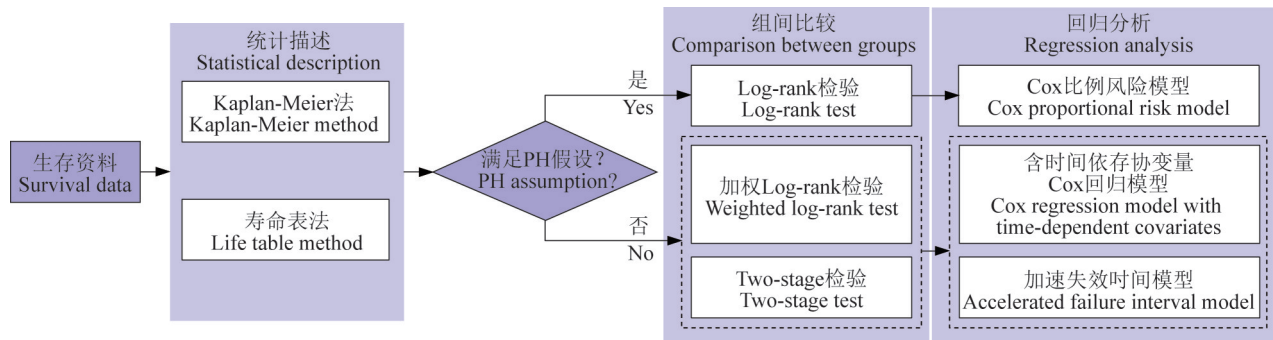 生存资料
Survival data
统计描述
Statistical description
Kaplan-Meier法
Kaplan-Meier method
寿命表法
Life table method
满足PH假设?
PH assumption?
是
Yes
否
No
组间比较
Comparison between groups
Log-rank检验
Log-rank test
加权Log-rank检验
Weighted log-rank test
Two-stage检验
Two-stage test
回归分析
Regression analysis
Cox比例风险模型
Cox proportional risk model
含时间依存协变量
Cox回归模型
Cox regression model with
time-dependent covariates
加速失效时间模型
Accelerated failure interval model